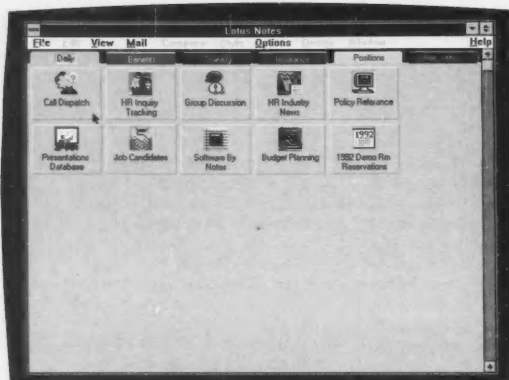 Lotus Notes
File View Mail Options Help
Daily Benefits Positions
Call Dispatch HR Inquiry Tracking Group Discussion HR Industry News Policy Reference
Presentations Database Job Candidates Software By Notes Budget Planning 1992 Demo Rm Reservations
1992